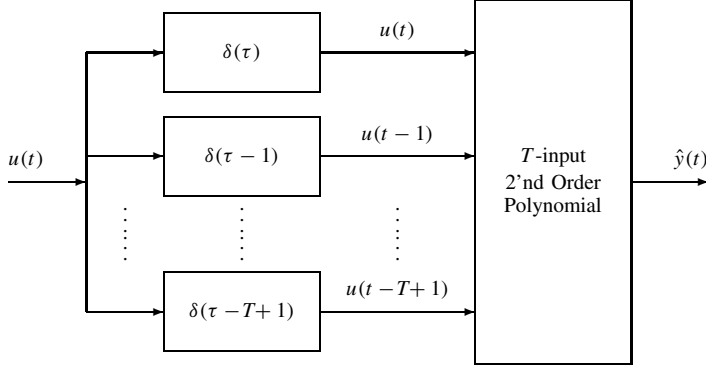 δ(τ)
u(t)
δ(τ − 1)
u(t − 1)
u(t)
T-input
2'nd Order
Polynomial
ŷ(t)
δ(τ − T + 1)
u(t − T + 1)